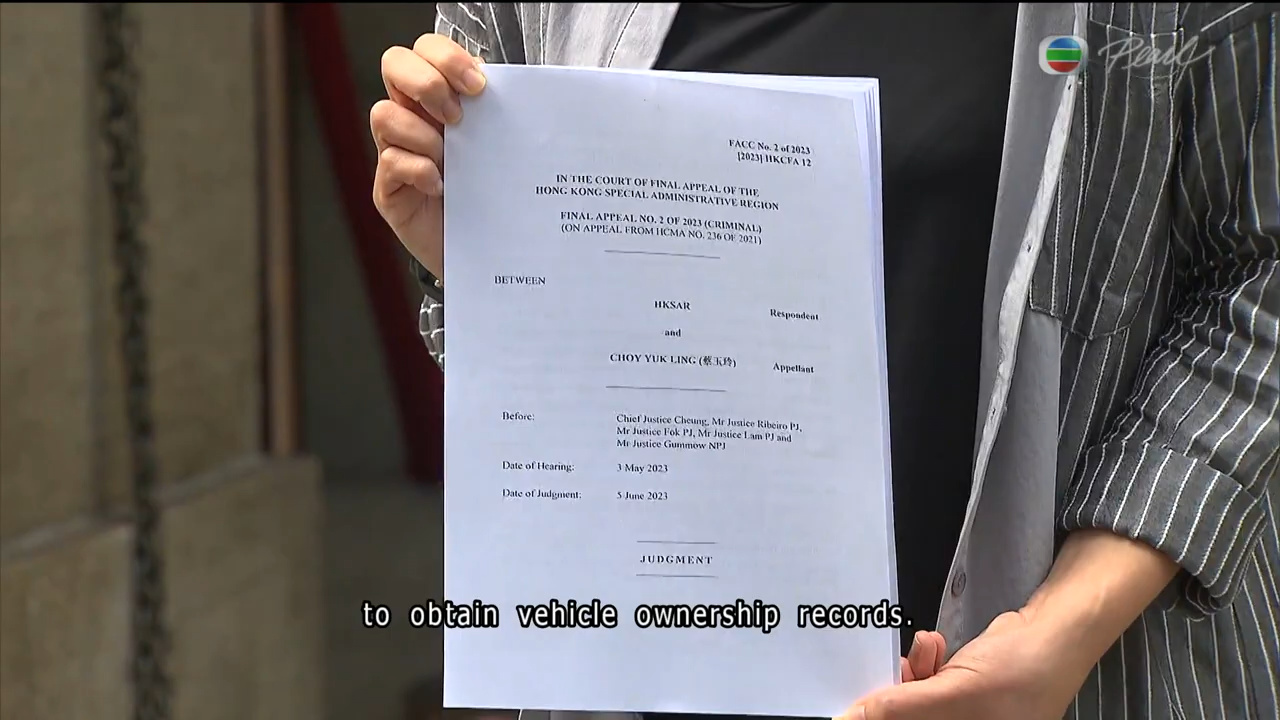 Pearl
FACC No. 2 of 2023
[2023] HKCFA 12
IN THE COURT OF FINAL APPEAL OF THE
HONG KONG SPECIAL ADMINISTRATIVE REGION
FINAL APPEAL NO. 2 OF 2023 (CRIMINAL)
(ON APPEAL FROM HCMA NO. 236 OF 2021)
BETWEEN
HKSAR
Respondent
and
CHOY YUK LING (蔡玉玲)
Appellant
Before: Chief Justice Cheung, Mr Justice Ribeiro PJ,
Mr Justice Fok PJ, Mr Justice Lam PJ and
Mr Justice Gummow NPJ
Date of Hearing: 3 May 2023
Date of Judgment: 5 June 2023
JUDGMENT
to obtain vehicle ownership records.